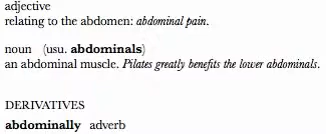 adjective
relating to the abdomen: abdominal pain.
noun (usu. abdominals)
an abdominal muscle. Pilates greatly benefits the lower abdominals.
DERIVATIVES
abdominally adverb